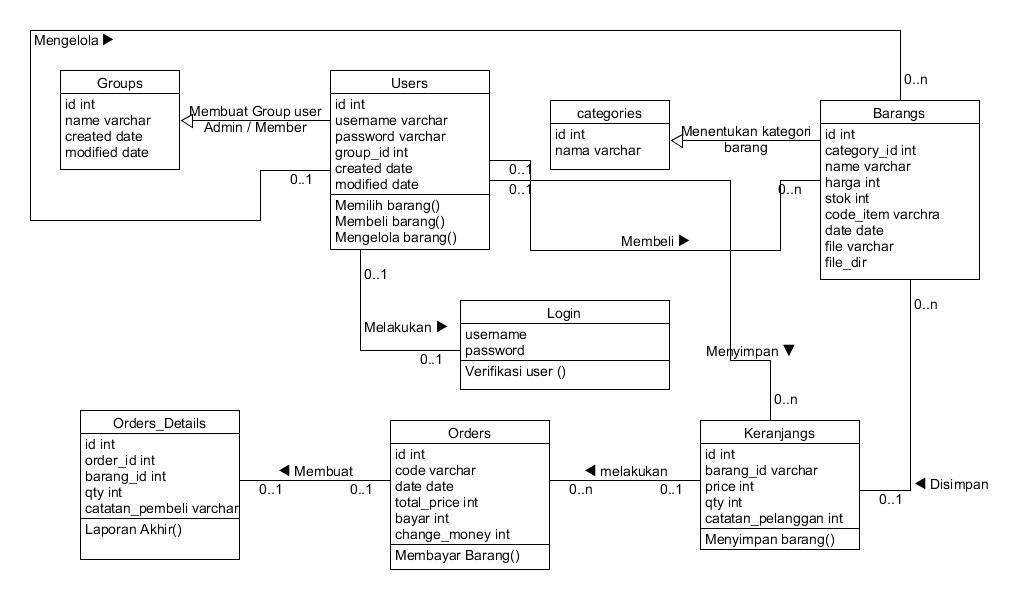 Mengelola ▶
0..n
Groups
id int
name varchar
created date
modified date
Membuat Group user
Admin / Member
Users
id int
username varchar
password varchar
group_id int
created date
modified date
Memilih barang()
Membeli barang()
Mengelola barang()
0..1
0..1
0..1
categories
id int
nama varchar
Menentukan kategori
barang
Barangs
id int
category_id int
name varchar
harga int
stok int
code_item varchra
date date
file varchar
file_dir
0..n
Membeli ▶
0..1
Melakukan ▶
0..1
Login
username
password
Verifikasi user ()
0..n
Menyimpan ▼
0..n
Orders_Details
id int
order_id int
barang_id int
qty int
catatan_pembeli varchar
Laporan Akhir()
◀ Membuat
0..1
0..1
Orders
id int
code varchar
date date
total_price int
bayar int
change_money int
Membayar Barang()
◀ melakukan
0..n
0..1
Keranjangs
id int
barang_id varchar
price int
qty int
catatan_pelanggan int
Menyimpan barang()
◀ Disimpan
0..1